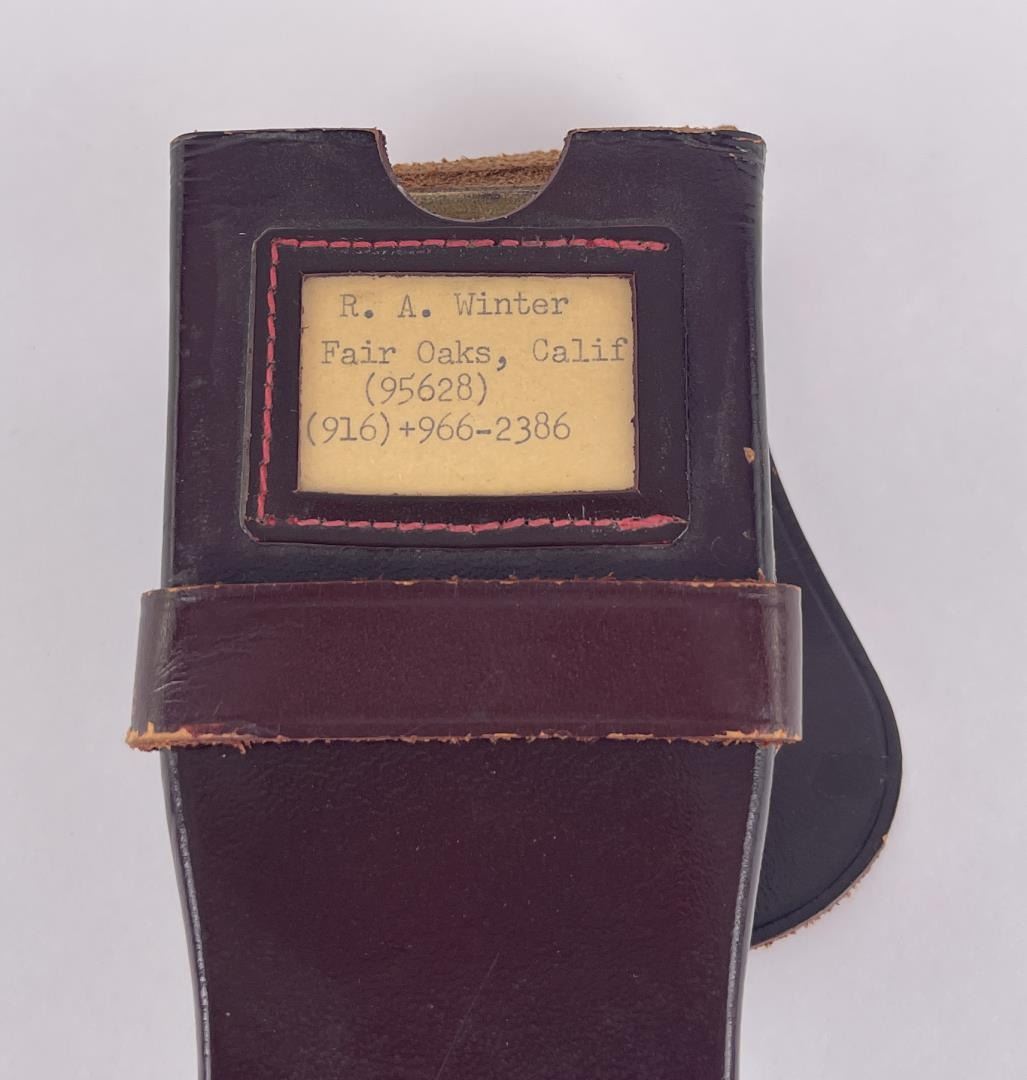 R. A. Winter
Fair Oaks, Calif
(95628)
(916)+966-2386